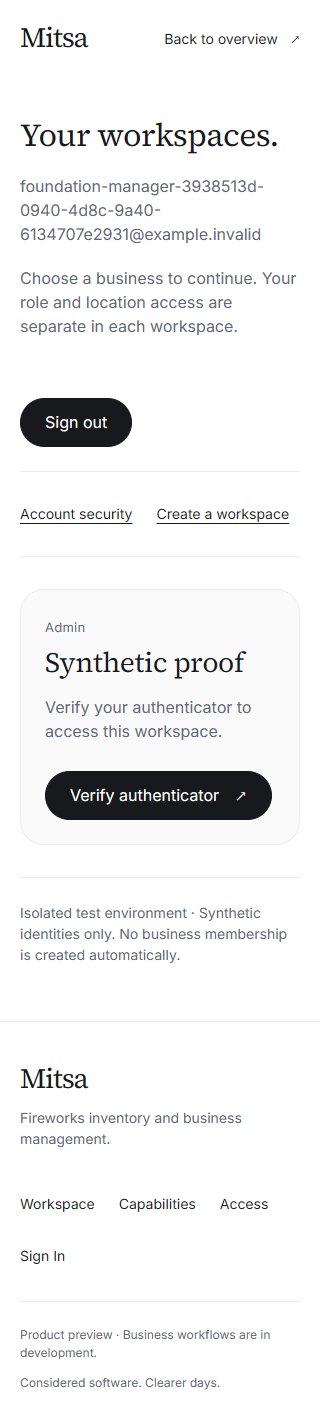 Mitsa
Back to overview ↗
Your workspaces.
foundation-manager-3938513d-
0940-4d8c-9a40-
6134707e2931@example.invalid
Choose a business to continue. Your
role and location access are
separate in each workspace.
Sign out
Account security
Create a workspace
Admin
Synthetic proof
Verify your authenticator to
access this workspace.
Verify authenticator ↗
Isolated test environment · Synthetic
identities only. No business membership
is created automatically.
Mitsa
Fireworks inventory and business
management.
Workspace
Capabilities
Access
Sign In
Product preview · Business workflows are in
development.
Considered software. Clearer days.